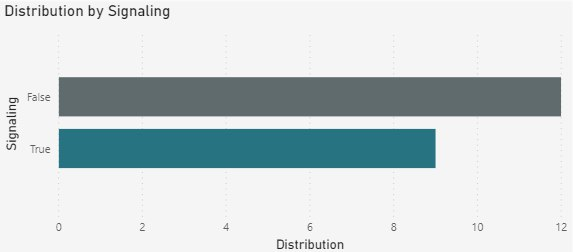 Distribution by Signaling
Signaling
False
True
0 2 4 6 8 10 12
Distribution